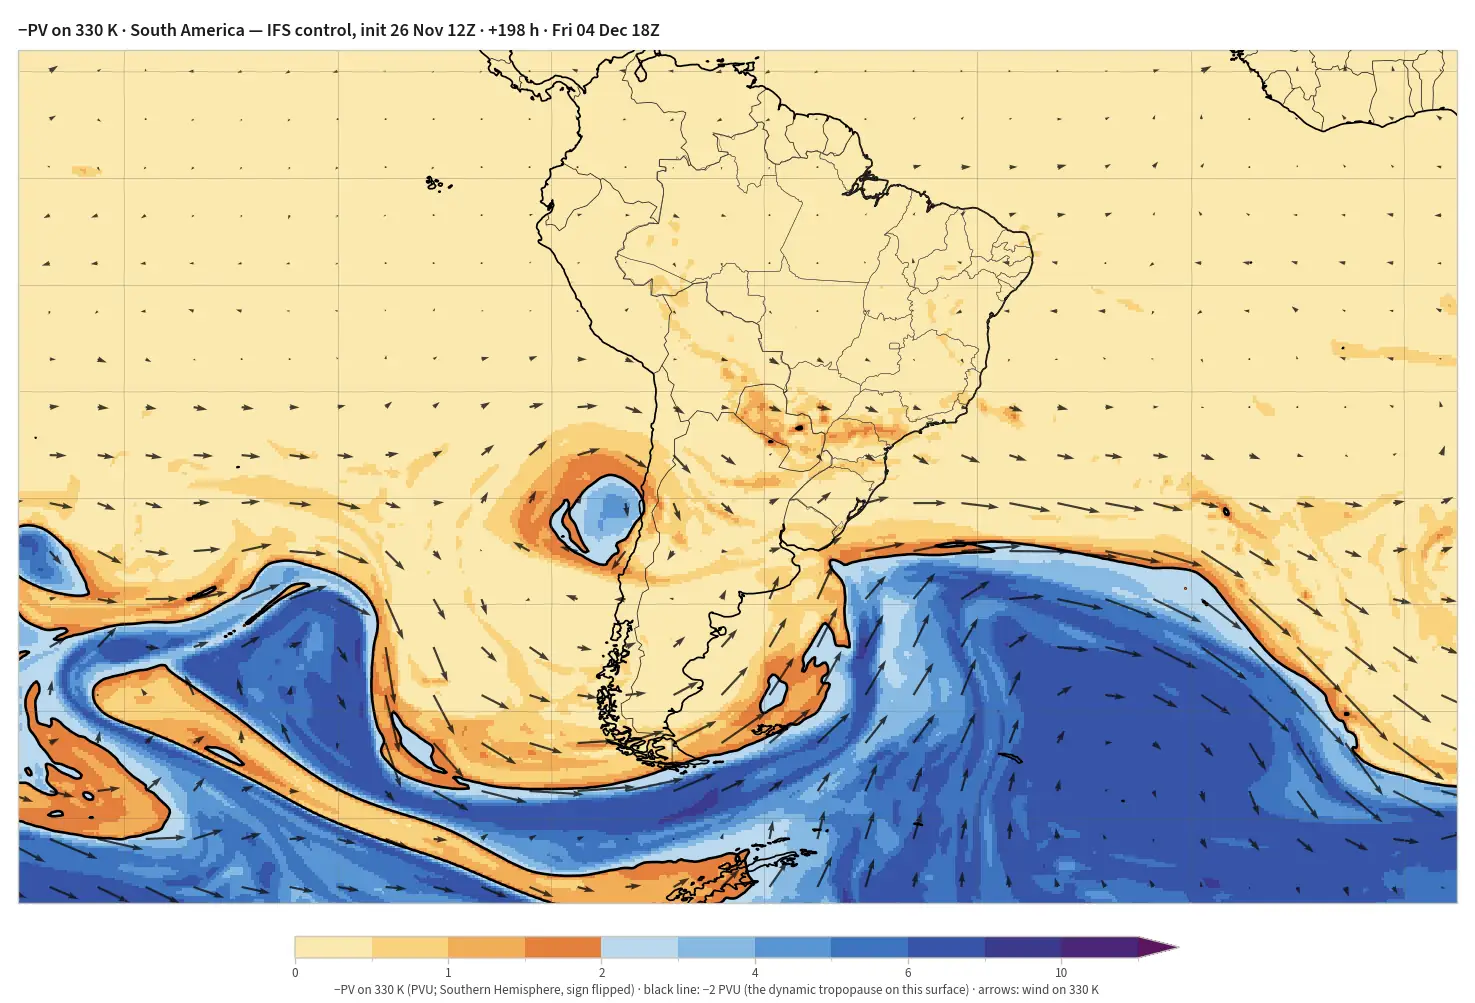 −PV on 330 K · South America — IFS control, init 26 Nov 12Z · +198 h · Fri 04 Dec 18Z
0 1 2 4 6 10
−PV on 330 K (PVU; Southern Hemisphere, sign flipped) · black line: −2 PVU (the dynamic tropopause on this surface) · arrows: wind on 330 K